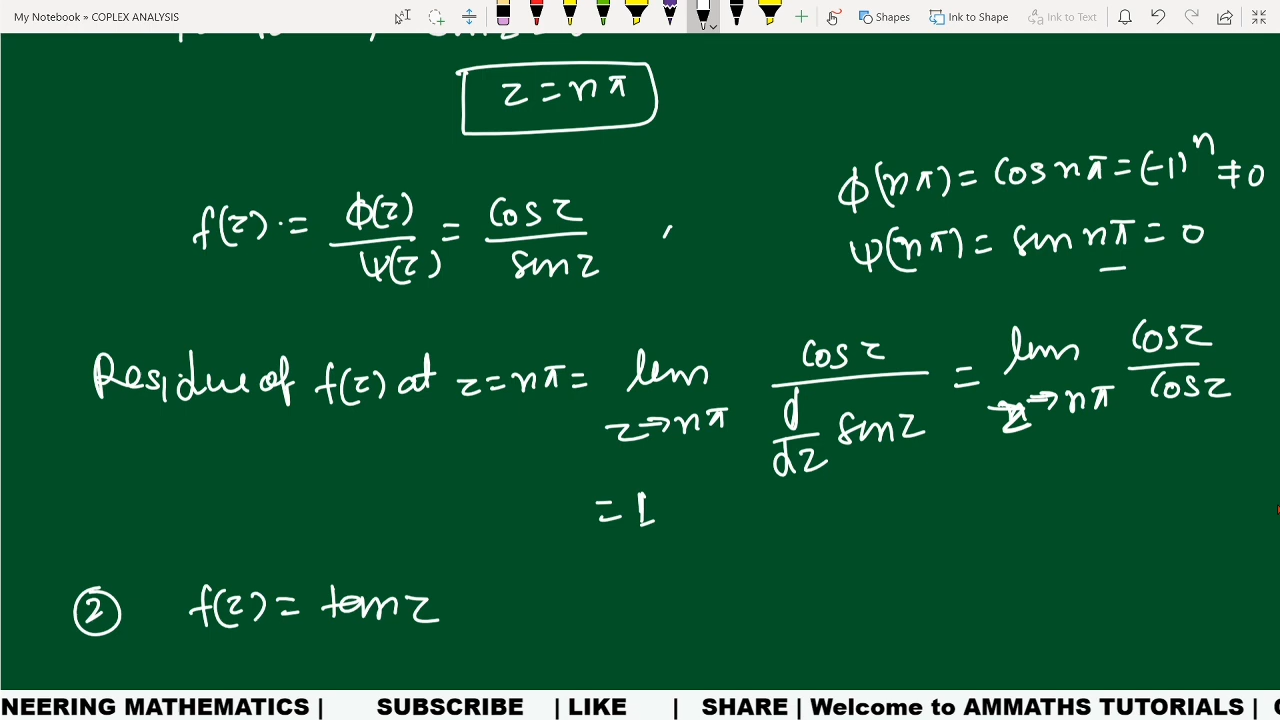 My Notebook » COPLEX ANALYSIS
Shapes
Ink to Shape
Ink to Text
z = nπ
ϕ(nπ) = cos nπ = (-1)^n ≠ 0
f(z) = ϕ(z)/ψ(z) = cos z/sin z ,
ψ(nπ) = sin nπ = 0
Residue of f(z) at z = nπ = lim z→nπ cos z / (d/dz sin z) = lim z→nπ cos z/cos z
= 1
② f(z) = tan z
NEERING MATHEMATICS | SUBSCRIBE | LIKE | SHARE | Welcome to AMMATHS TUTORIALS |